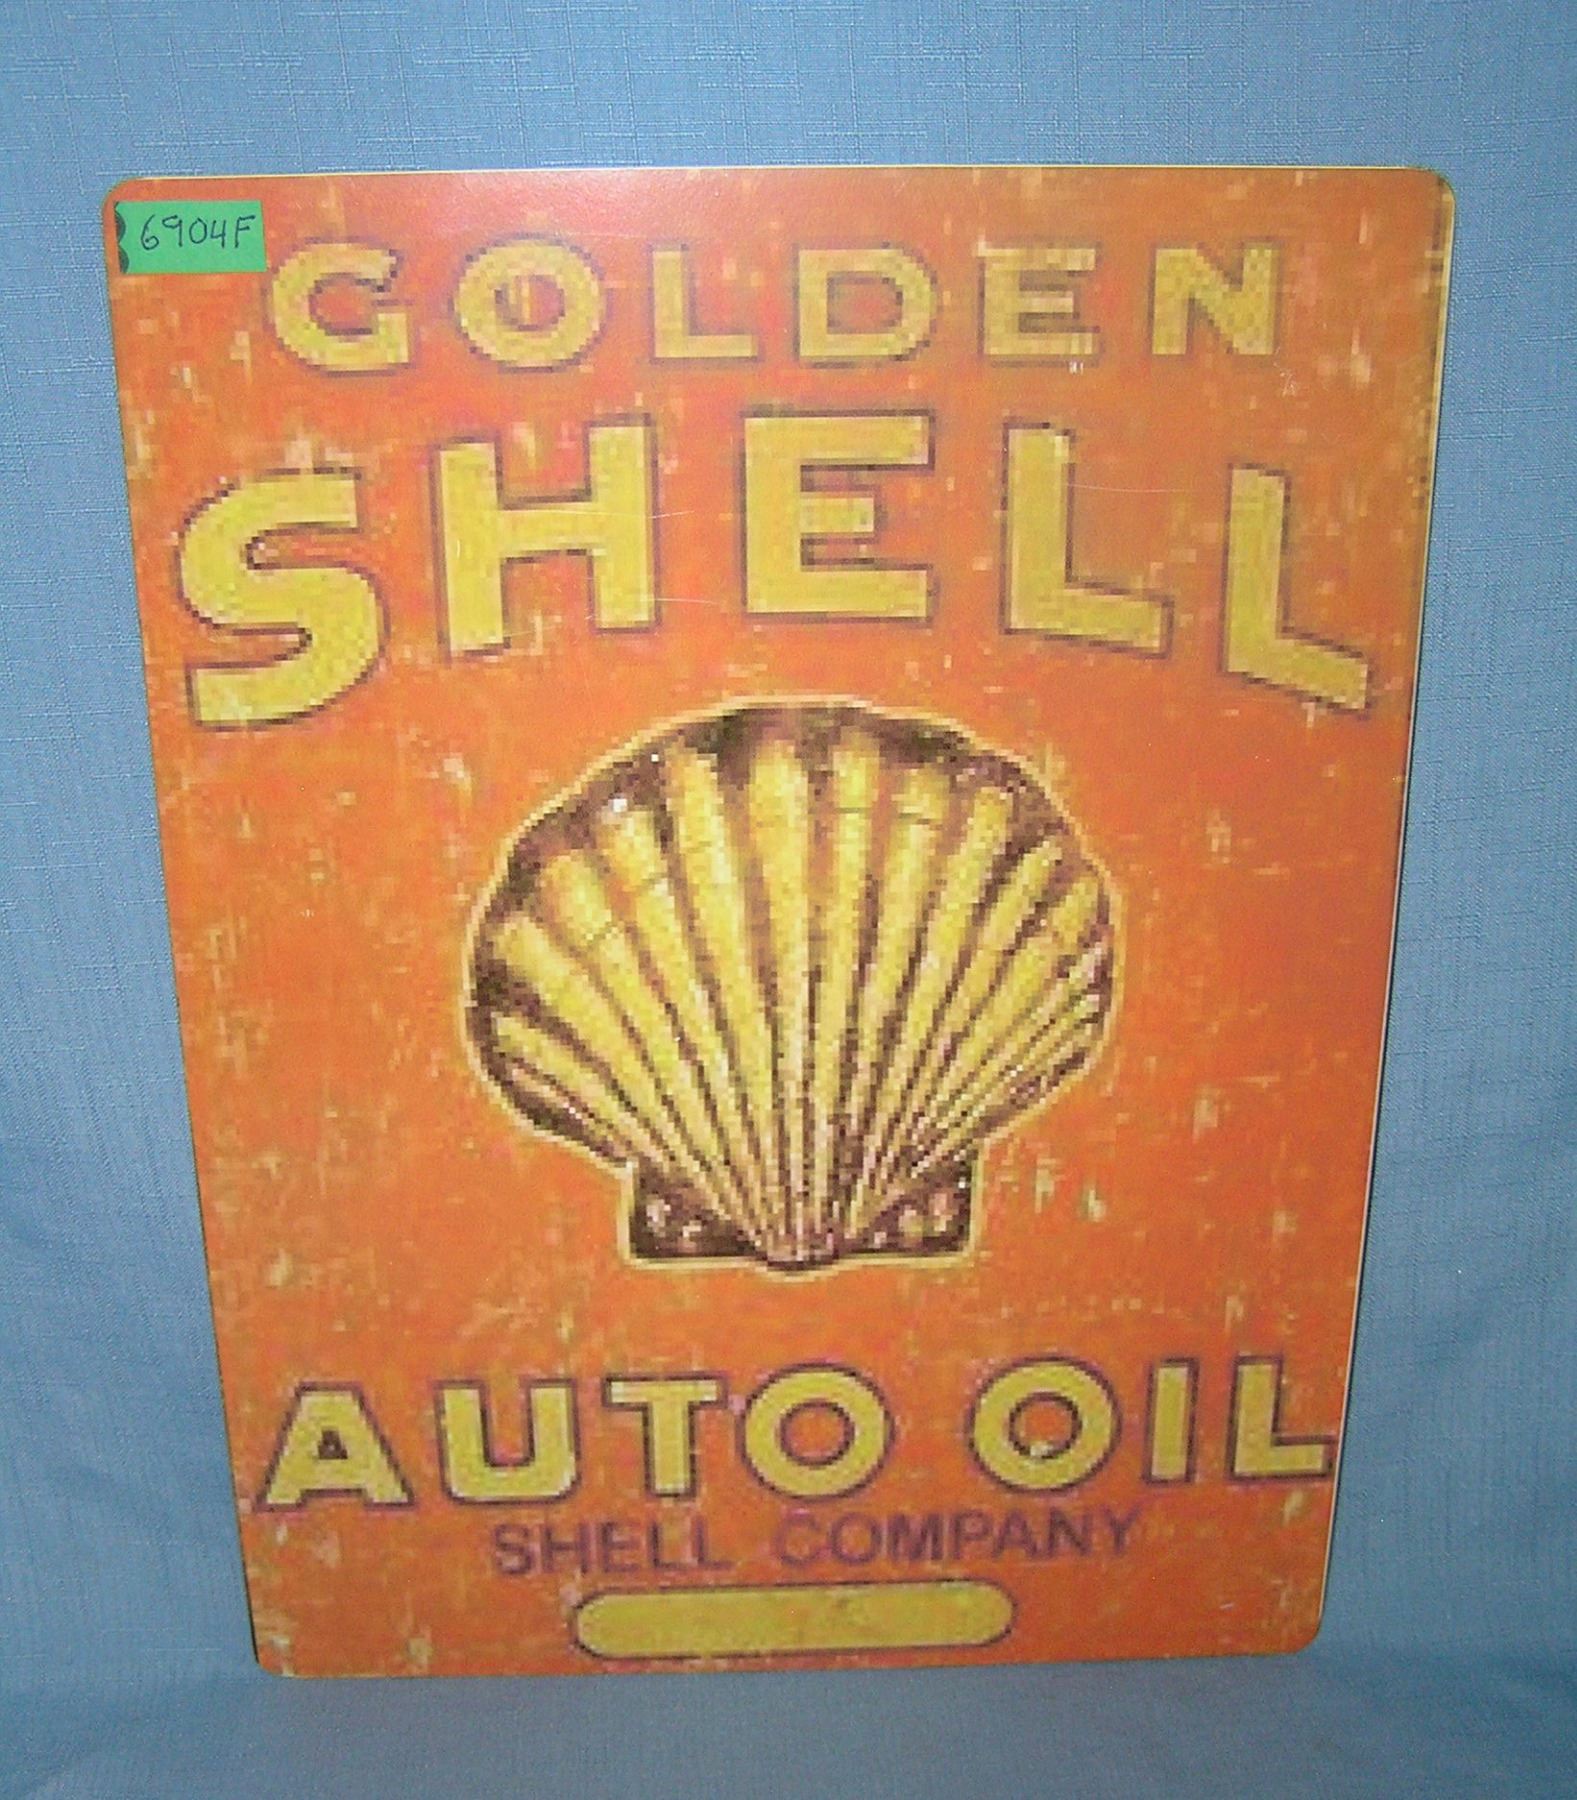 6904F
GOLDEN
SHELL
AUTO OIL
SHELL COMPANY